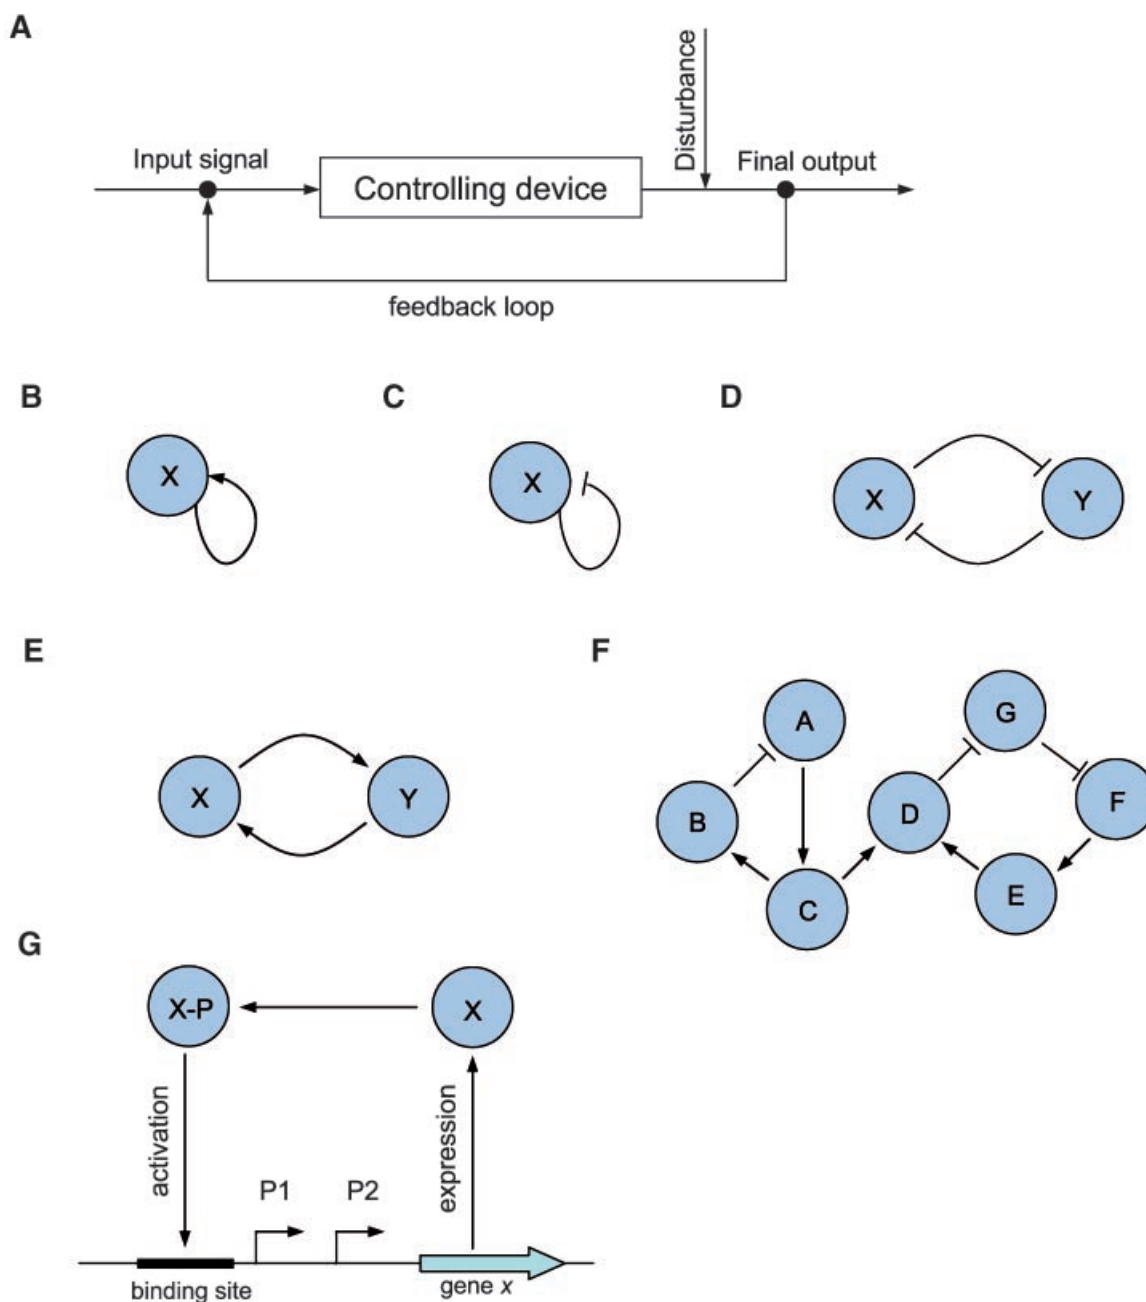 A
Disturbance
Input signal
Controlling device
Final output
feedback loop
B
X
C
X
D
X
Y
E
X
Y
F
A
G
B
D
F
C
E
G
X-P
X
activation
P1
P2
expression
binding site
gene x